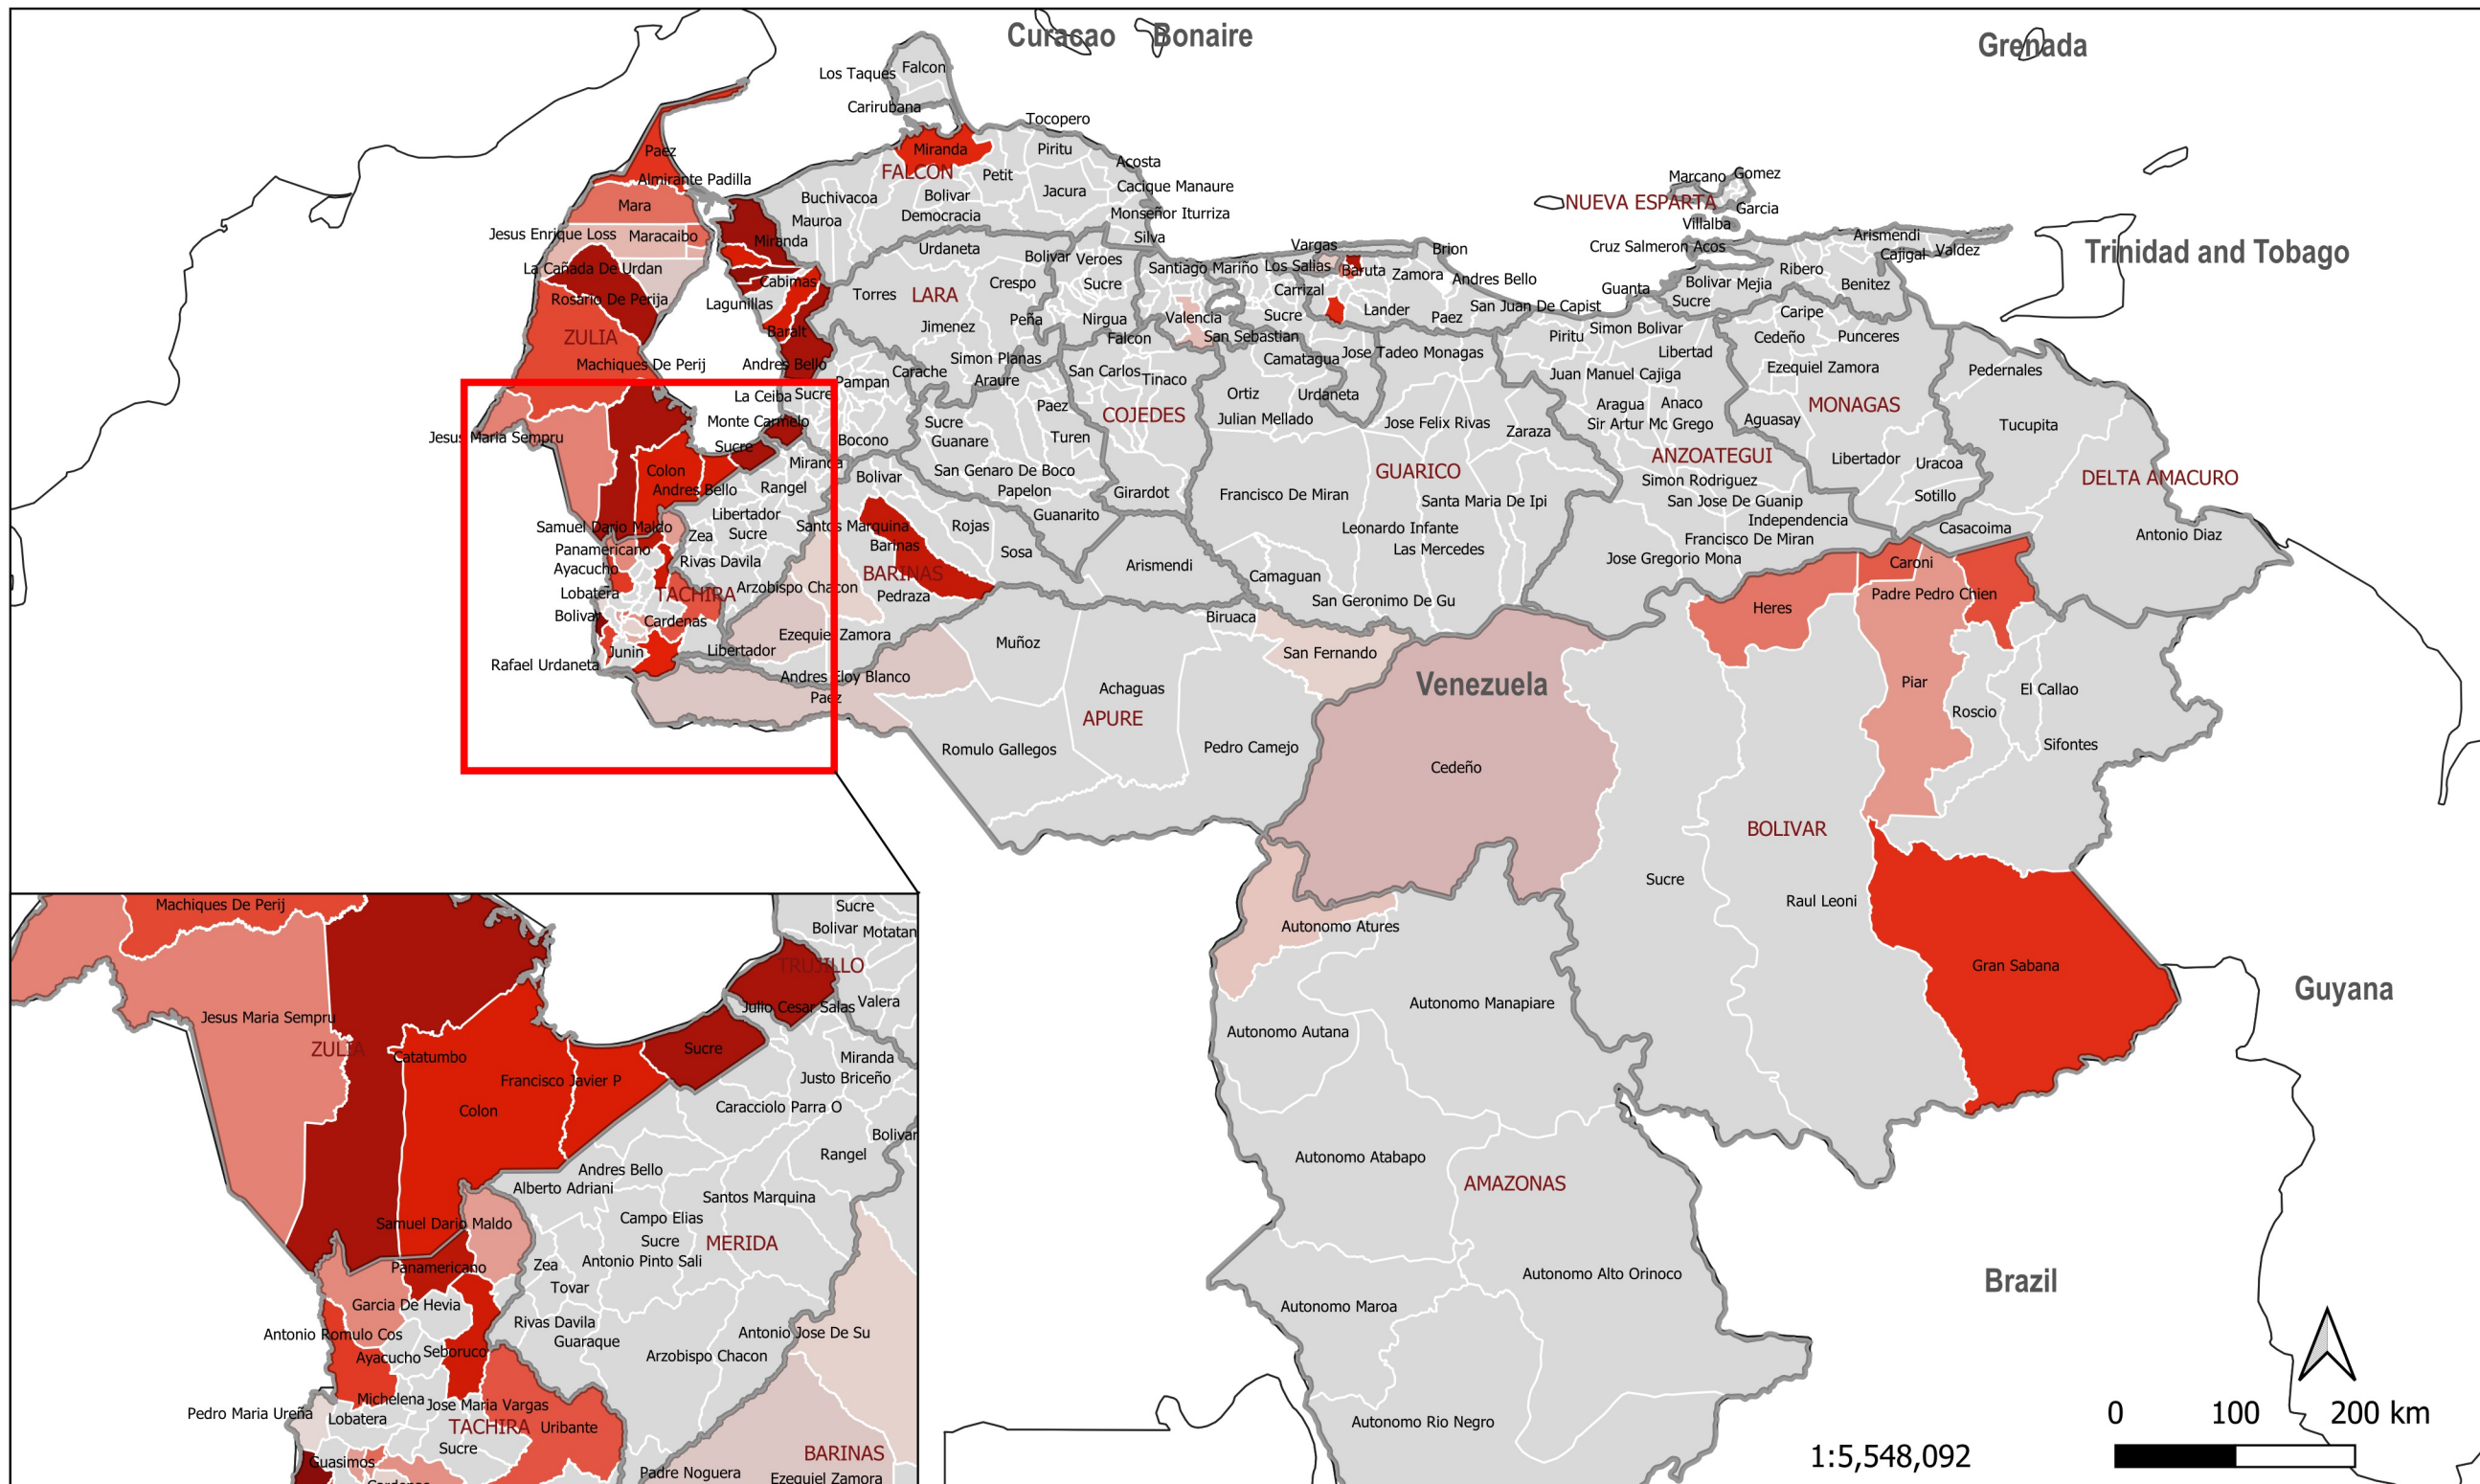 Curacao
Bonaire
Grenada
Los Taques
Falcon
Carirubana
Tocopero
Paez
Miranda
Piritu
Acosta
FALCON
Petit
Almirante Padilla
Marcano
Gomez
Mara
Buchivacoa
Bolivar
Jacura
Cacique Manaure
NUEVA ESPARTA
Garcia
Mauroa
Democracia
Monseñor Iturriza
Villalba
Jesus Enrique Loss
Maracaibo
Miranda
Silva
Arismendi
Urdaneta
Vargas
Brion
Cruz Salmeron Acos
Cajigal
Valdez
Trinidad and Tobago
La Cañada De Urdan
Bolivar
Veroes
Santiago Mariño
Los Salias
Baruta
Zamora
Andres Bello
Ribero
Cabimas
Crespo
Sucre
Carrizal
Guanta
Bolivar
Mejia
Benitez
Rosario De Perija
Lagunillas
Torres
LARA
Lander
San Juan De Capist
Sucre
ZULIA
Baralt
Jimenez
Peña
Nirgua
Valencia
Sucre
Paez
Caripe
Falcon
San Sebastian
Piritu
Simon Bolivar
Cedeño
Punceres
Machiques De Perij
Andres Bello
Simon Planas
Camatagua
Jose Tadeo Monagas
Libertad
Ezequiel Zamora
Pedernales
Pampan
Carache
Araure
San Carlos
Tinaco
Juan Manuel Cajiga
La Ceiba
Sucre
Ortiz
Urdaneta
Aragua
Anaco
MONAGAS
Monte Carmelo
Sucre
Paez
COJEDES
Julian Mellado
Jose Felix Rivas
Zaraza
Sir Artur Mc Grego
Aguasay
Tucupita
Jesus Maria Sempru
Sucre
Bocono
Guanare
Turen
ANZOATEGUI
Colon
Miranda
San Genaro De Boco
GUARICO
Libertador
Uracoa
DELTA AMACURO
Andres Bello
Rangel
Bolivar
Papelon
Girardot
Francisco De Miran
Santa Maria De Ipi
Simon Rodriguez
San Jose De Guanip
Sotillo
Libertador
Guanarito
Independencia
Samuel Dario Maldo
Zea
Sucre
Santos Marquina
Rojas
Leonardo Infante
Francisco De Miran
Casacoima
Antonio Diaz
Panamericano
Barinas
Sosa
Las Mercedes
Jose Gregorio Mona
Ayacucho
Rivas Davila
BARINAS
Arismendi
Camaguan
Caroni
Lobatera
TACHIRA
Arzobispo Chacon
Pedraza
San Geronimo De Gu
Heres
Padre Pedro Chien
Bolivar
Cardenas
Biruaca
Junin
Libertador
Ezequiel Zamora
Muñoz
San Fernando
Rafael Urdaneta
Andres Eloy Blanco
Venezuela
Piar
El Callao
Paez
Achaguas
APURE
Roscio
Romulo Gallegos
Pedro Camejo
Cedeño
Sifontes
BOLIVAR
Sucre
Raul Leoni
Autonomo Atures
Gran Sabana
Guyana
Autonomo Autana
Autonomo Manapiare
Autonomo Atabapo
AMAZONAS
Autonomo Alto Orinoco
Brazil
Autonomo Maroa
Autonomo Rio Negro
Machiques De Perij
Sucre
Bolivar
Motatan
TRUJILLO
Julio Cesar Salas
Valera
Jesus Maria Sempru
ZULIA
Catatumbo
Sucre
Miranda
Francisco Javier P
Justo Briceño
Colon
Caracciolo Parra O
Bolivar
Rangel
Andres Bello
Alberto Adriani
Santos Marquina
Samuel Dario Maldo
Campo Elias
Sucre
MERIDA
Panamericano
Zea
Antonio Pinto Sali
Tovar
Garcia De Hevia
Rivas Davila
Antonio Romulo Cos
Guaraque
Antonio Jose De Su
Ayacucho
Seboruco
Arzobispo Chacon
Michelena
Jose Maria Vargas
Pedro Maria Ureña
Lobatera
TACHIRA
Uribante
Sucre
BARINAS
Guasimos
Padre Noguera
Ezequiel Zamora
Cardenas
0 100 200 km
1:5,548,092